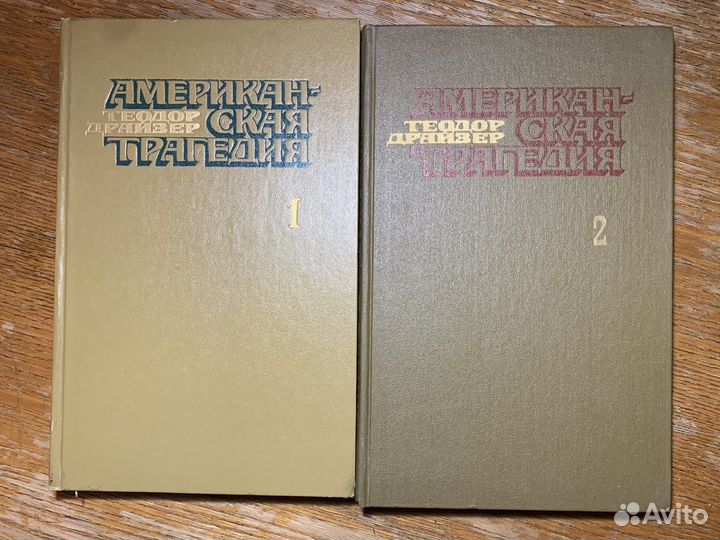 АМЕРИКАН-
ТЕОДОР
ДРАЙЗЕР
СКАЯ
ТРАГЕДИЯ
1
АМЕРИКАН-
ТЕОДОР
ДРАЙЗЕР
СКАЯ
ТРАГЕДИЯ
2
Avito